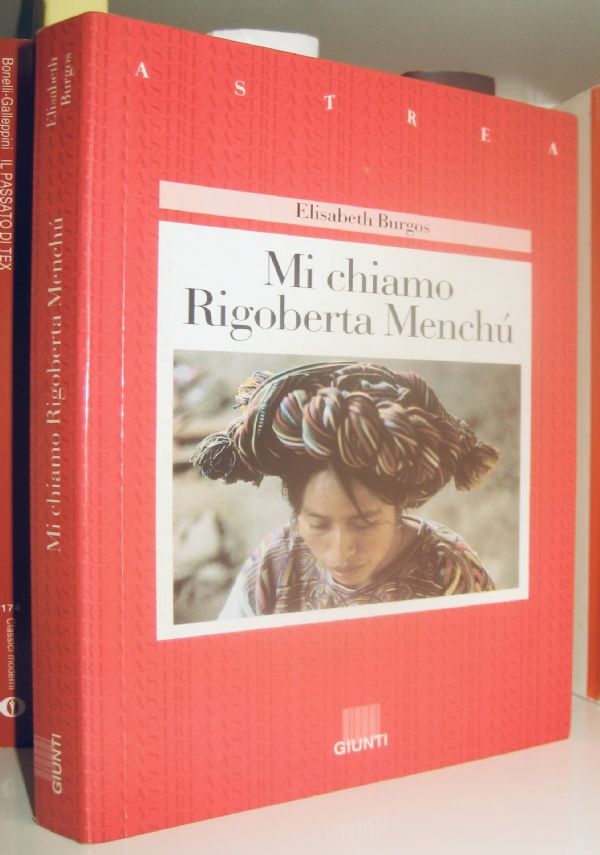 Bonelli-Galleppini IL PASSATO DI TEX
174
Classici moderni
Elisabeth
Burgos
Mi chiamo Rigoberta Menchú
GIUNTI
ASTREA
Elisabeth Burgos
Mi chiamo
Rigoberta Menchú
GIUNTI